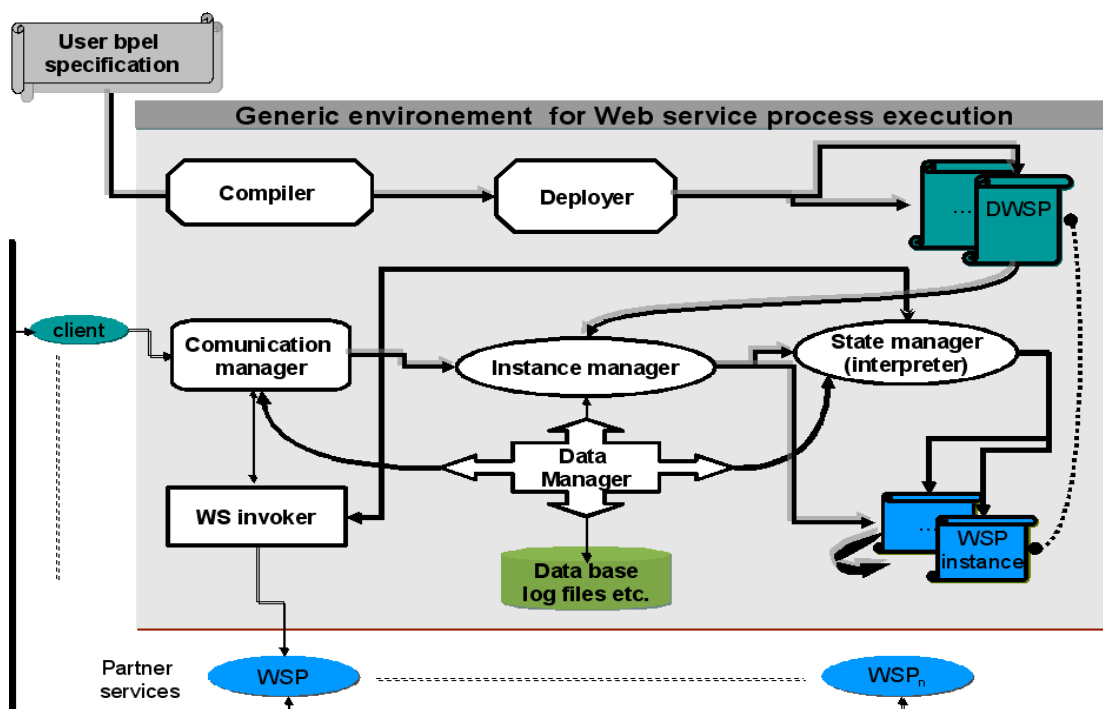 User bpel
specification
Generic environement for Web service process execution
Compiler
Deployer
...
DWSP
client
Comunication
manager
Instance manager
State manager
(interpreter)
Data
Manager
WS invoker
...
WSP
instance
Data base
log files etc.
Partner
services
WSP
WSPn